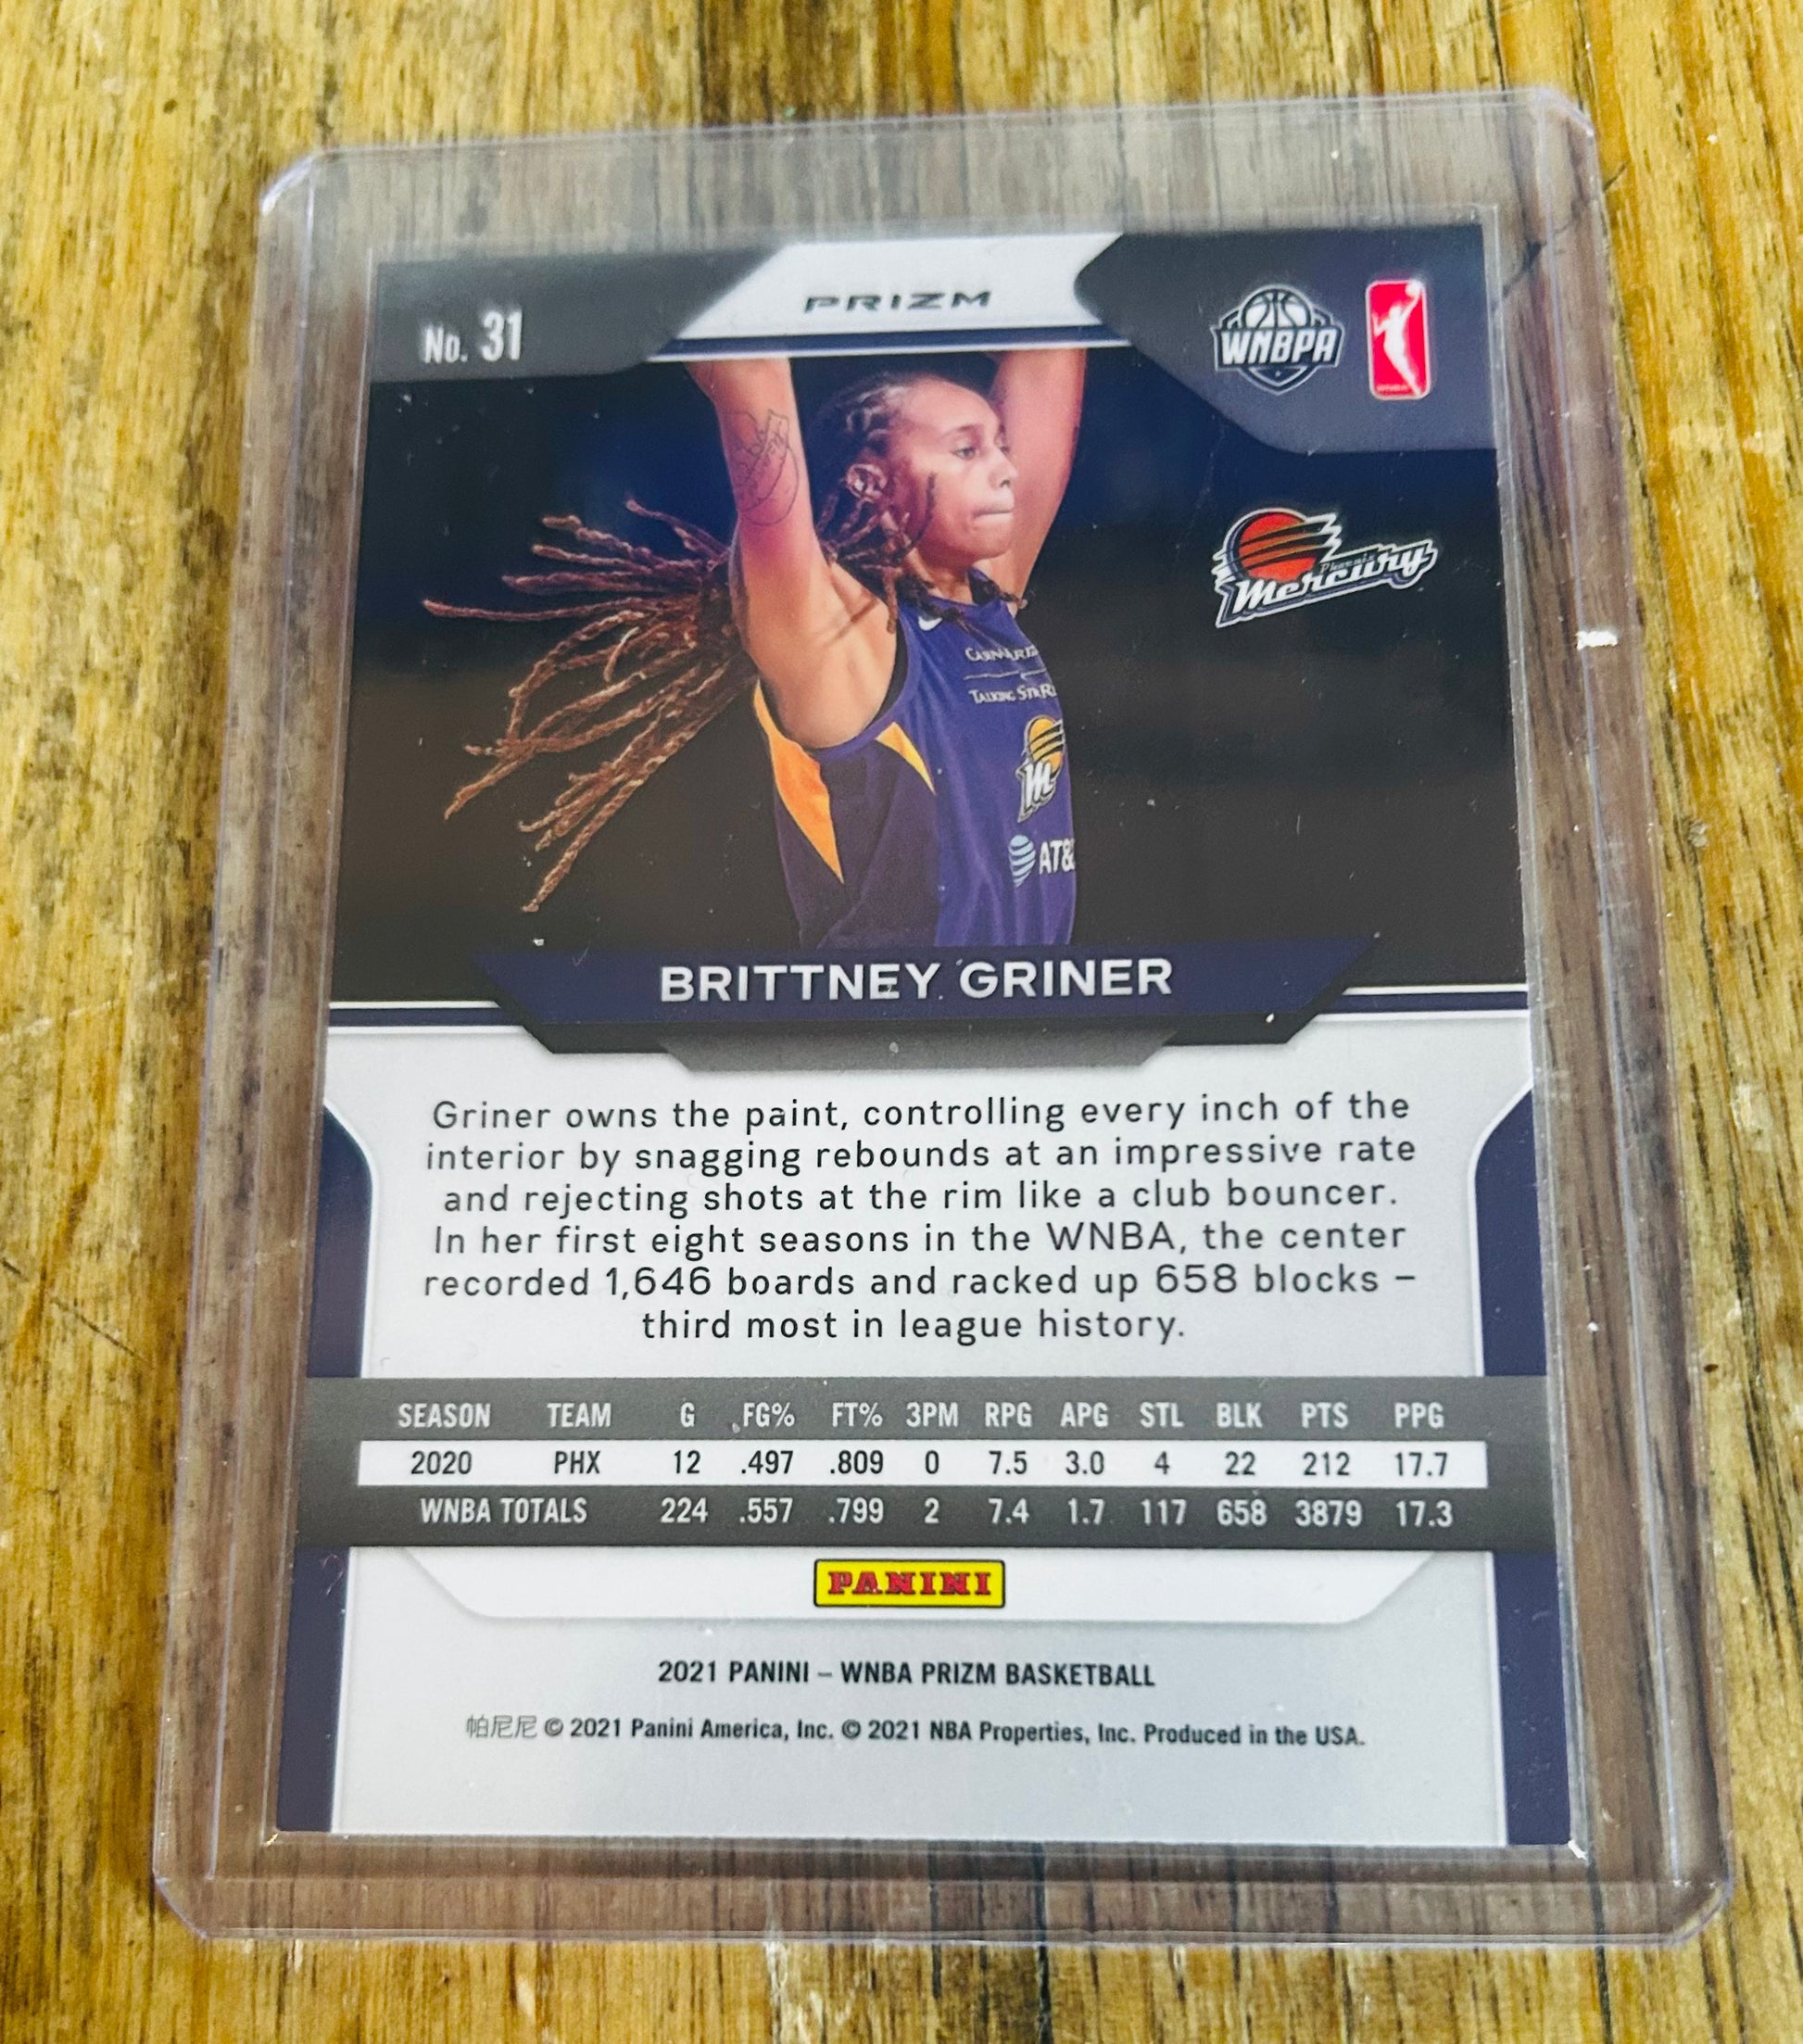 No. 31
PRIZM
WNBPA
Phoenix
Mercury
TALKING STICK R
M
AT&
BRITTNEY GRINER
Griner owns the paint, controlling every inch of the
interior by snagging rebounds at an impressive rate
and rejecting shots at the rim like a club bouncer.
In her first eight seasons in the WNBA, the center
recorded 1,646 boards and racked up 658 blocks –
third most in league history.
SEASON TEAM G FG% FT% 3PM RPG APG STL BLK PTS PPG
2020 PHX 12 .497 .809 0 7.5 3.0 4 22 212 17.7
WNBA TOTALS 224 .557 .799 2 7.4 1.7 117 658 3879 17.3
PANINI
2021 PANINI – WNBA PRIZM BASKETBALL
帕尼尼 © 2021 Panini America, Inc. © 2021 NBA Properties, Inc. Produced in the USA.